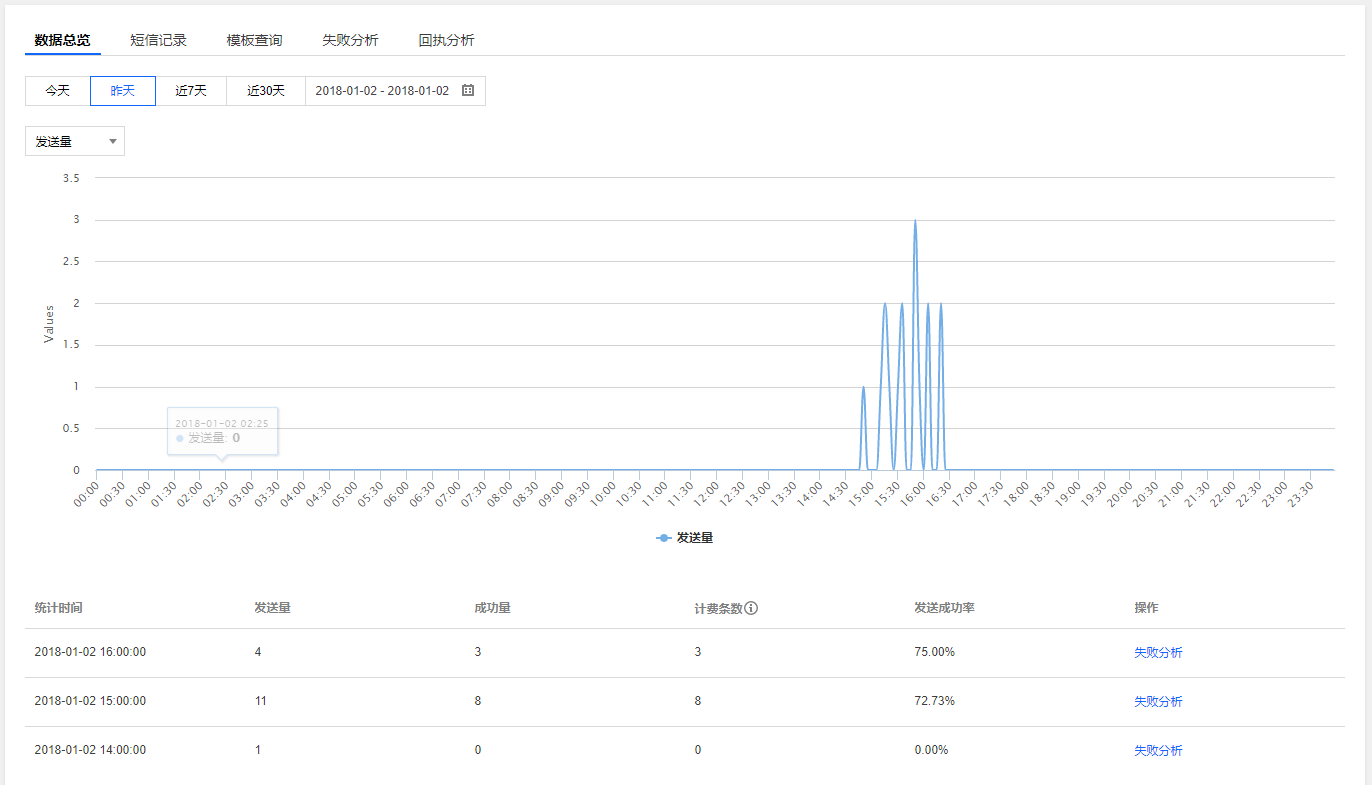 数据总览 短信记录 模板查询 失败分析 回执分析
今天 昨天 近7天 近30天 2018-01-02 - 2018-01-02
发送量
3.5
3
2.5
2
1.5
1
0.5
0
Values
2018-01-02 02:25
发送量: 0
00:00 00:30 01:00 01:30 02:00 02:30 03:00 03:30 04:00 04:30 05:00 05:30 06:00 06:30 07:00 07:30 08:00 08:30 09:00 09:30 10:00 10:30 11:00 11:30 12:00 12:30 13:00 13:30 14:00 14:30 15:00 15:30 16:00 16:30 17:00 17:30 18:00 18:30 19:00 19:30 20:00 20:30 21:00 21:30 22:00 22:30 23:00 23:30
发送量
统计时间 发送量 成功量 计费条数 发送成功率 操作
2018-01-02 16:00:00 4 3 3 75.00% 失败分析
2018-01-02 15:00:00 11 8 8 72.73% 失败分析
2018-01-02 14:00:00 1 0 0 0.00% 失败分析